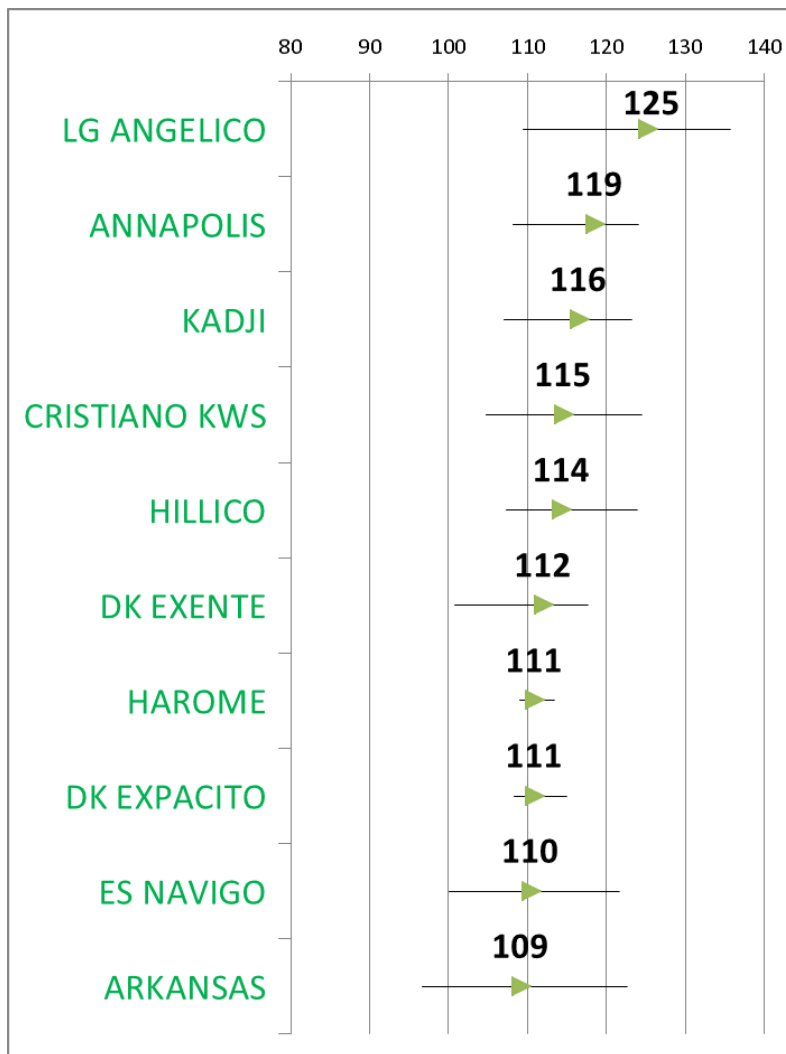 80 90 100 110 120 130 140
LG ANGELICO 125
ANNAPOLIS 119
KADJI 116
CRISTIANO KWS 115
HILLICO 114
DK EXENTE 112
HAROME 111
DK EXPACITO 111
ES NAVIGO 110
ARKANSAS 109